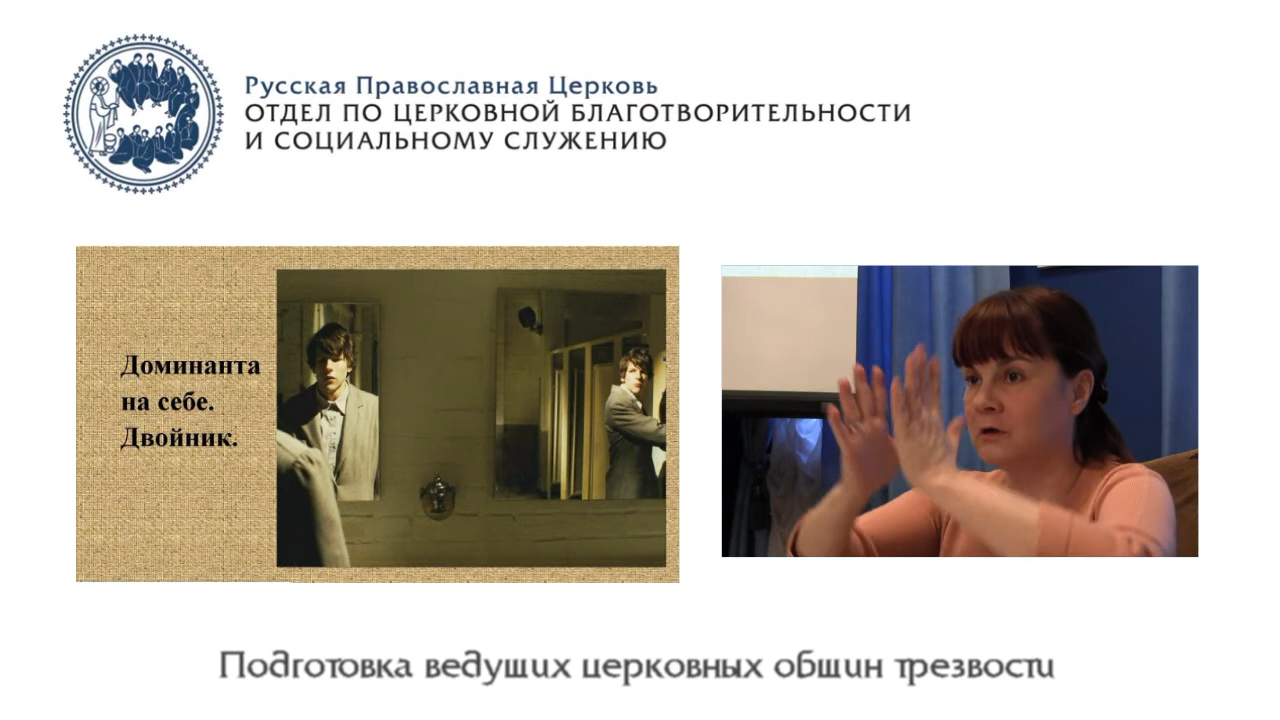 Русская Православная Церковь
ОТДЕЛ ПО ЦЕРКОВНОЙ БЛАГОТВОРИТЕЛЬНОСТИ
И СОЦИАЛЬНОМУ СЛУЖЕНИЮ
Доминанта
на себе.
Двойник.
Подготовка ведущих церковных общин трезвости